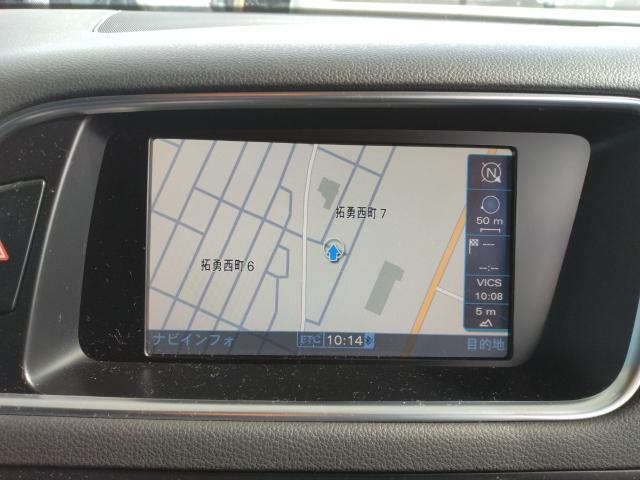 N
拓勇西町7
50 m
---
拓勇西町6
--:--
VICS
10:08
5 m
ナビインフォ
ETC 10:14
目的地